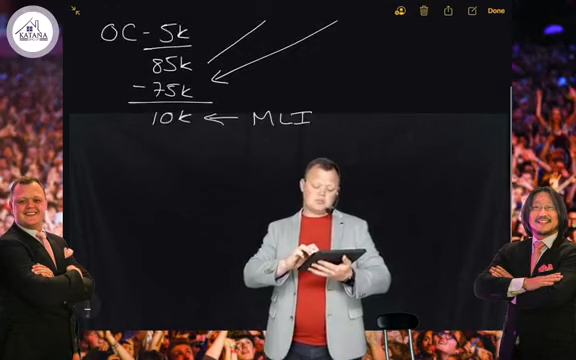 Done
OC - 5k
85k
- 75k
10k ← MLI
KATANA